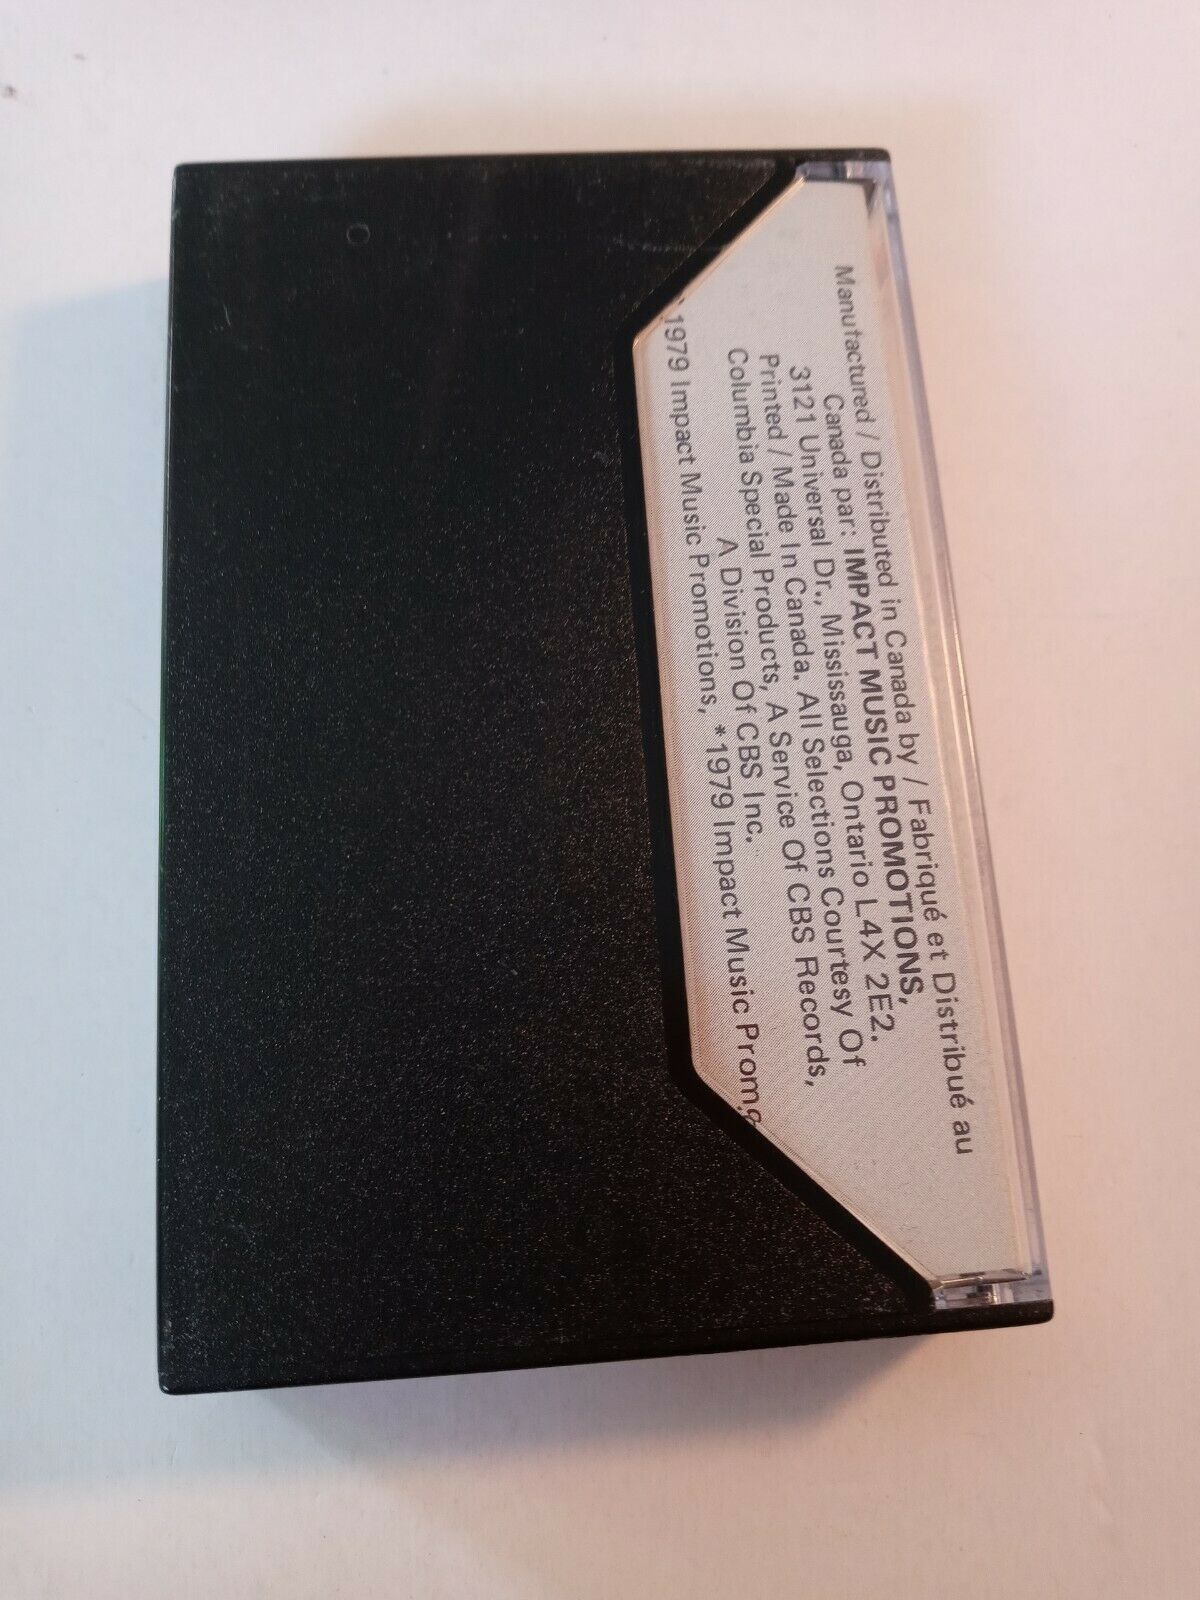 Manufactured / Distributed in Canada by / Fabriqué et Distribué au
Canada par: IMPACT MUSIC PROMOTIONS,
3121 Universal Dr., Mississauga, Ontario L4X 2E2.
Printed / Made In Canada. All Selections Courtesy Of
Columbia Special Products, A Service Of CBS Records,
A Division Of CBS Inc.
1979 Impact Music Promotions, *1979 Impact Music Prom